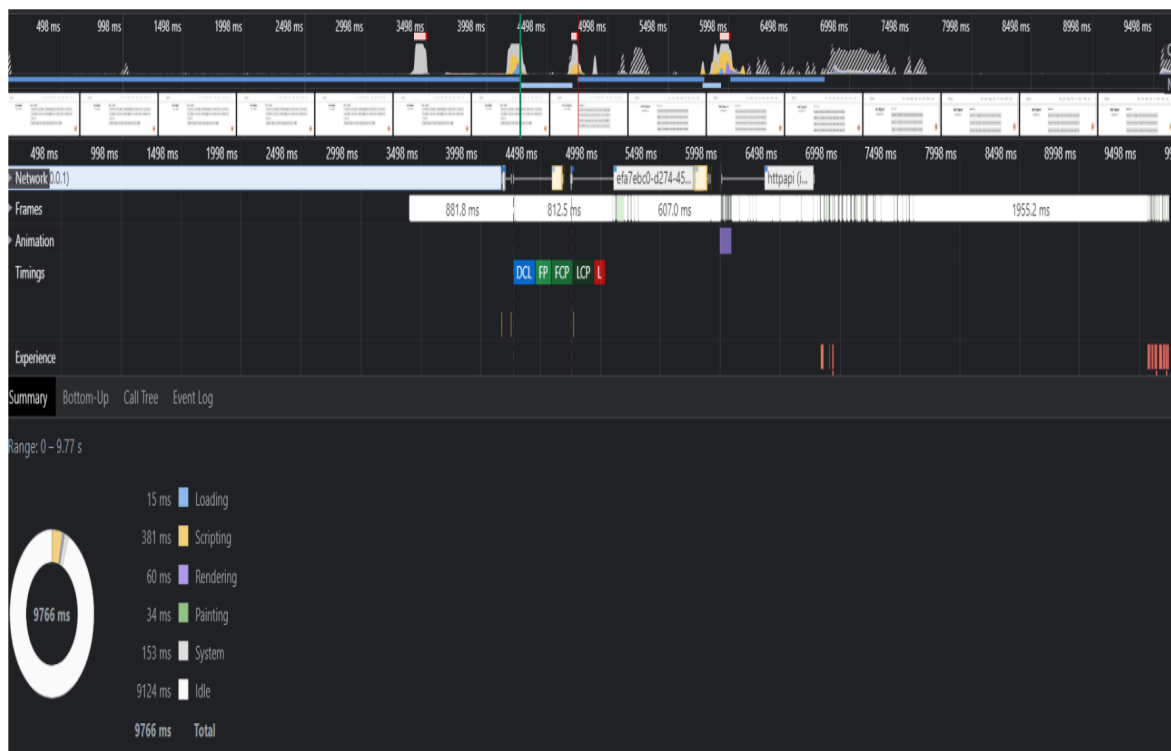 498 ms 998 ms 1498 ms 1998 ms 2498 ms 2998 ms 3498 ms 3998 ms 4498 ms 4998 ms 5498 ms 5998 ms 6498 ms 6998 ms 7498 ms 7998 ms 8498 ms 8998 ms 9498 ms
498 ms 998 ms 1498 ms 1998 ms 2498 ms 2998 ms 3498 ms 3998 ms 4498 ms 4998 ms 5498 ms 5998 ms 6498 ms 6998 ms 7498 ms 7998 ms 8498 ms 8998 ms 9498 ms
Network 0.0.1) efa7ebc0-d274-45... httpapi (i...
Frames 881.8 ms 812.5 ms 607.0 ms 1955.2 ms
Animation
Timings DCL FP FCP LCP L
Experience
Summary Bottom-Up Call Tree Event Log
Range: 0 – 9.77 s
15 ms Loading
381 ms Scripting
60 ms Rendering
9766 ms
34 ms Painting
153 ms System
9124 ms Idle
9766 ms Total